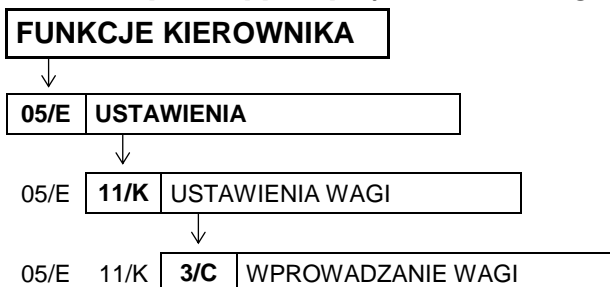 FUNKCJE KIEROWNIKA
05/E USTAWIENIA
05/E 11/K USTAWIENIA WAGI
05/E 11/K 3/C WPROWADZANIE WAGI